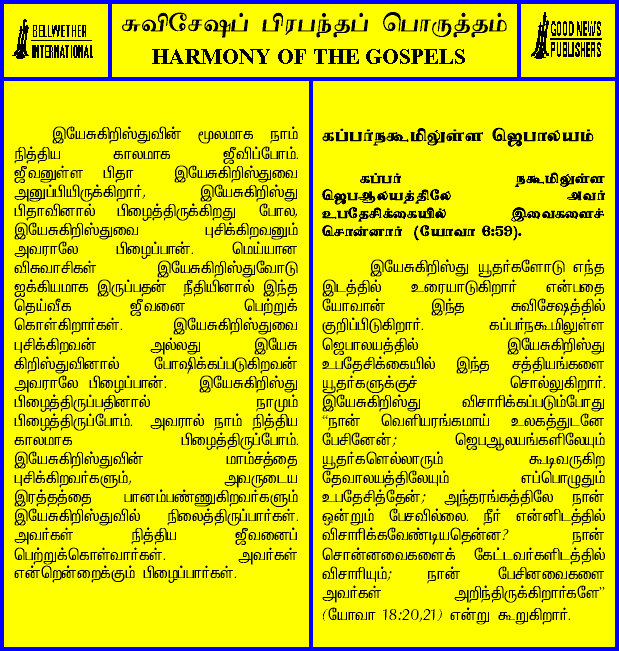 BELLWETHER
INTERNATIONAL
சுவிசேஷப் பிரபந்தப் பொருத்தம்
HARMONY OF THE GOSPELS
GOOD NEWS
PUBLISHERS
இயேசுகிறிஸ்துவின் மூலமாக நாம்
நித்திய காலமாக ஜீவிப்போம்.
ஜீவனுள்ள பிதா இயேசுகிறிஸ்துவை
அனுப்பியிருக்கிறார், இயேசுகிறிஸ்து
பிதாவினால் பிழைத்திருக்கிறது போல,
இயேசுகிறிஸ்துவை புசிக்கிறவனும்
அவராலே பிழைப்பான். மெய்யான
விசுவாசிகள் இயேசுகிறிஸ்துவோடு
ஐக்கியமாக இருப்பதன் நீதியினால் இந்த
தெய்வீக ஜீவனை பெற்றுக்
கொள்கிறார்கள். இயேசுகிறிஸ்துவை
புசிக்கிறவன் அல்லது இயேசு
கிறிஸ்துவினால் போஷிக்கப்படுகிறவன்
அவராலே பிழைப்பான். இயேசுகிறிஸ்து
பிழைத்திருப்பதினால் நாமும்
பிழைத்திருப்போம். அவரால் நாம் நித்திய
காலமாக பிழைத்திருப்போம்.
இயேசுகிறிஸ்துவின் மாம்சத்தை
புசிக்கிறவர்களும், அவருடைய
இரத்தத்தை பானம்பண்ணுகிறவர்களும்
இயேசுகிறிஸ்துவில் நிலைத்திருப்பார்கள்.
அவர்கள் நித்திய ஜீவனைப்
பெற்றுக்கொள்வார்கள். அவர்கள்
என்றென்றைக்கும் பிழைப்பார்கள்.
கப்பர்நகூமிலுள்ள ஜெபாலயம்
கப்பர் நகூமிலுள்ள
ஜெபஆலயத்திலே அவர்
உபதேசிக்கையில் இவைகளைச்
சொன்னார் (யோவா 6:59).
இயேசுகிறிஸ்து யூதர்களோடு எந்த
இடத்தில் உரையாடுகிறார் என்பதை
யோவான் இந்த சுவிசேஷத்தில்
குறிப்பிடுகிறார். கப்பர்நகூமிலுள்ள
ஜெபாலயத்தில் இயேசுகிறிஸ்து
உபதேசிக்கையில் இந்த சத்தியங்களை
யூதர்களுக்குச் சொல்லுகிறார்.
இயேசுகிறிஸ்து விசாரிக்கப்படும்போது
“நான் வெளியரங்கமாய் உலகத்துடனே
பேசினேன்; ஜெபஆலயங்களிலேயும்
யூதர்களெல்லாரும் கூடிவருகிற
தேவாலயத்திலேயும் எப்பொழுதும்
உபதேசித்தேன்; அந்தரங்கத்திலே நான்
ஒன்றும் பேசவில்லை. நீர் என்னிடத்தில்
விசாரிக்கவேண்டியதென்ன? நான்
சொன்னவைகளைக் கேட்டவர்களிடத்தில்
விசாரியும்; நான் பேசினவைகளை
அவர்கள் அறிந்திருக்கிறார்களே”
(யோவா 18:20,21) என்று கூறுகிறார்.